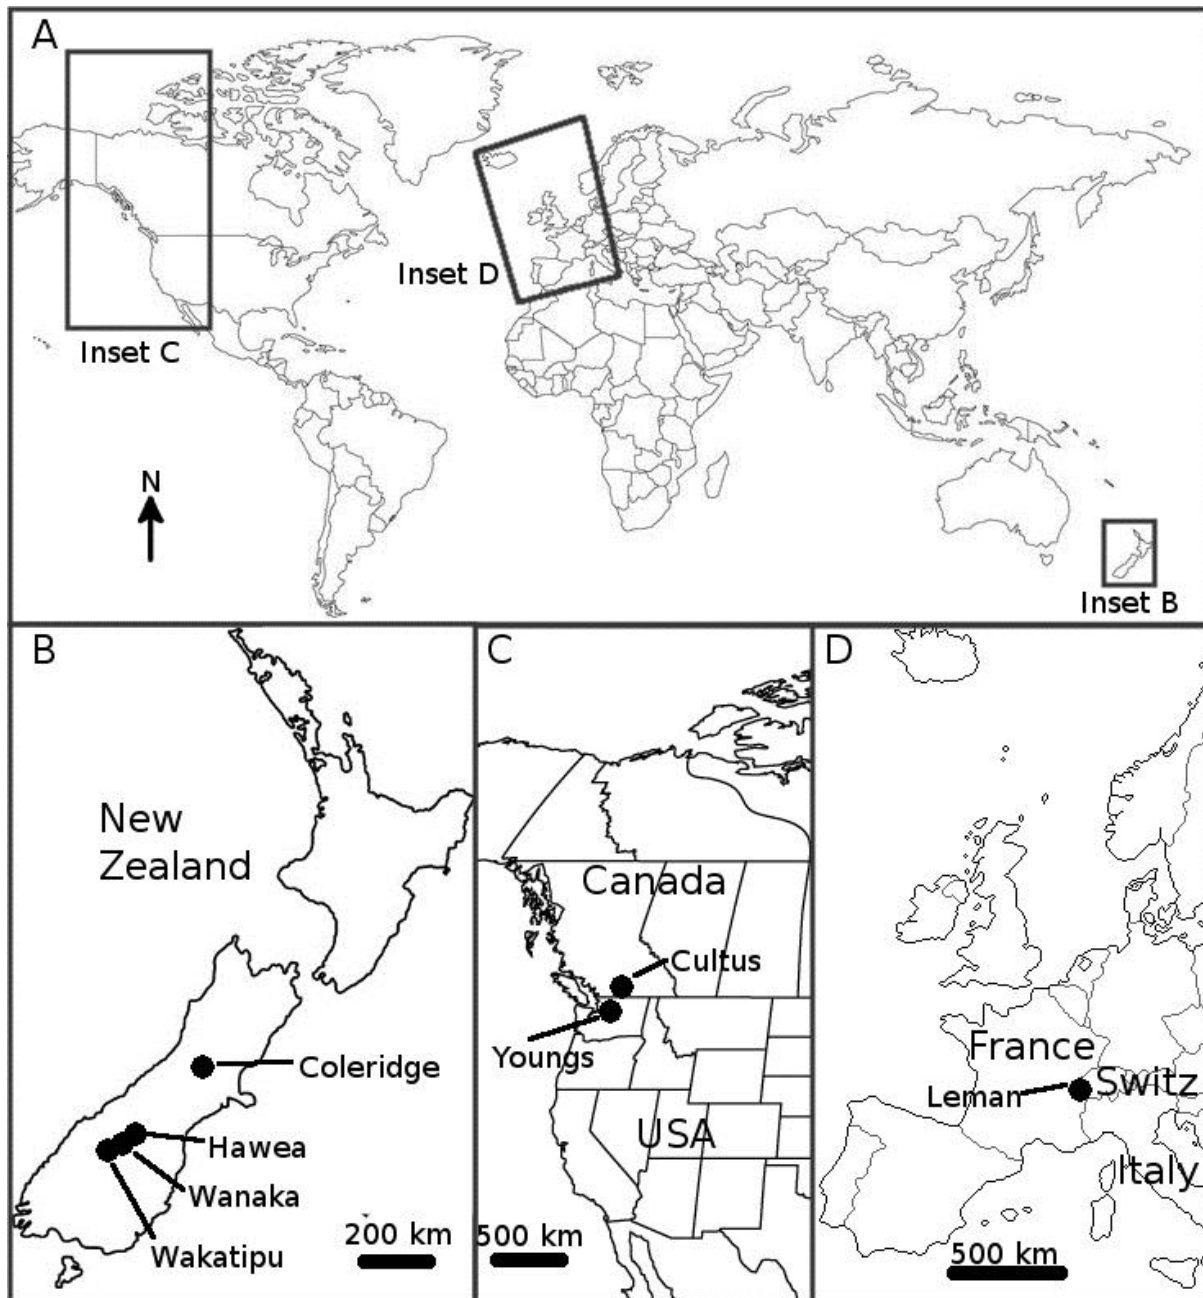 A
Inset D
Inset C
N
Inset B
B
New
Zealand
Coleridge
Hawea
Wanaka
Wakatipu
200 km
C
Canada
Cultus
Youngs
USA
500 km
D
France
Leman
Switz
Italy
500 km